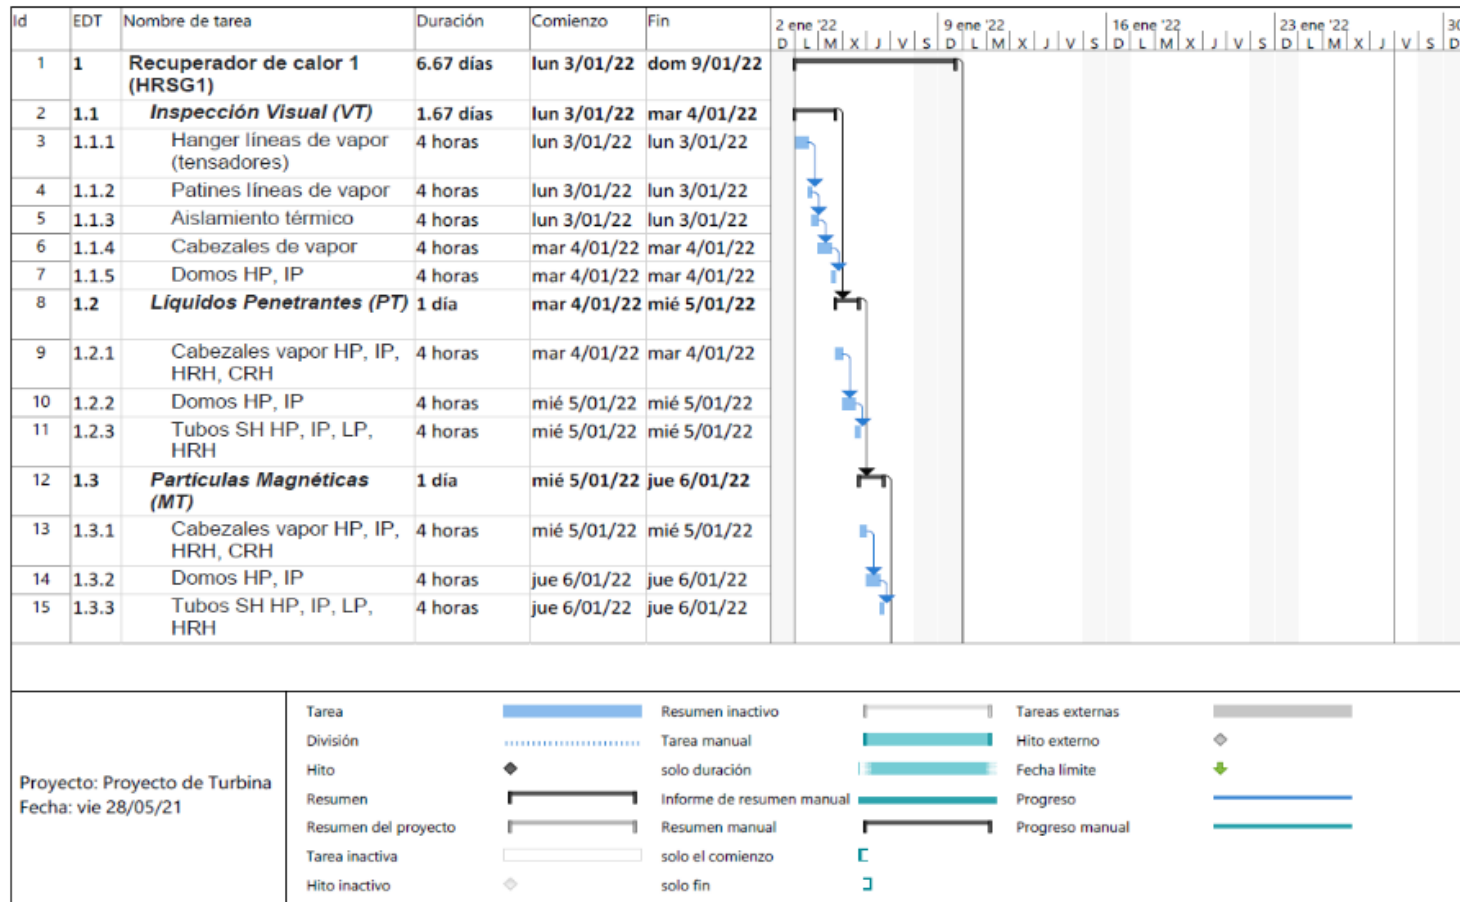 Id EDT Nombre de tarea Duración Comienzo Fin 2 ene '22 9 ene '22 16 ene '22 23 ene '22 30
D L M X J V S D L M X J V S D L M X J V S D L M X J V S D
1 1 Recuperador de calor 1 6.67 días lun 3/01/22 dom 9/01/22
(HRSG1)
2 1.1 Inspección Visual (VT) 1.67 días lun 3/01/22 mar 4/01/22
3 1.1.1 Hanger líneas de vapor 4 horas lun 3/01/22 lun 3/01/22
(tensadores)
4 1.1.2 Patines líneas de vapor 4 horas lun 3/01/22 lun 3/01/22
5 1.1.3 Aislamiento térmico 4 horas lun 3/01/22 lun 3/01/22
6 1.1.4 Cabezales de vapor 4 horas mar 4/01/22 mar 4/01/22
7 1.1.5 Domos HP, IP 4 horas mar 4/01/22 mar 4/01/22
8 1.2 Líquidos Penetrantes (PT) 1 día mar 4/01/22 mié 5/01/22
9 1.2.1 Cabezales vapor HP, IP, 4 horas mar 4/01/22 mar 4/01/22
HRH, CRH
10 1.2.2 Domos HP, IP 4 horas mié 5/01/22 mié 5/01/22
11 1.2.3 Tubos SH HP, IP, LP, 4 horas mié 5/01/22 mié 5/01/22
HRH
12 1.3 Partículas Magnéticas 1 día mié 5/01/22 jue 6/01/22
(MT)
13 1.3.1 Cabezales vapor HP, IP, 4 horas mié 5/01/22 mié 5/01/22
HRH, CRH
14 1.3.2 Domos HP, IP 4 horas jue 6/01/22 jue 6/01/22
15 1.3.3 Tubos SH HP, IP, LP, 4 horas jue 6/01/22 jue 6/01/22
HRH
Proyecto: Proyecto de Turbina
Fecha: vie 28/05/21
Tarea Resumen inactivo Tareas externas
División Tarea manual Hito externo
Hito solo duración Fecha límite
Resumen Informe de resumen manual Progreso
Resumen del proyecto Resumen manual Progreso manual
Tarea inactiva solo el comienzo
Hito inactivo solo fin